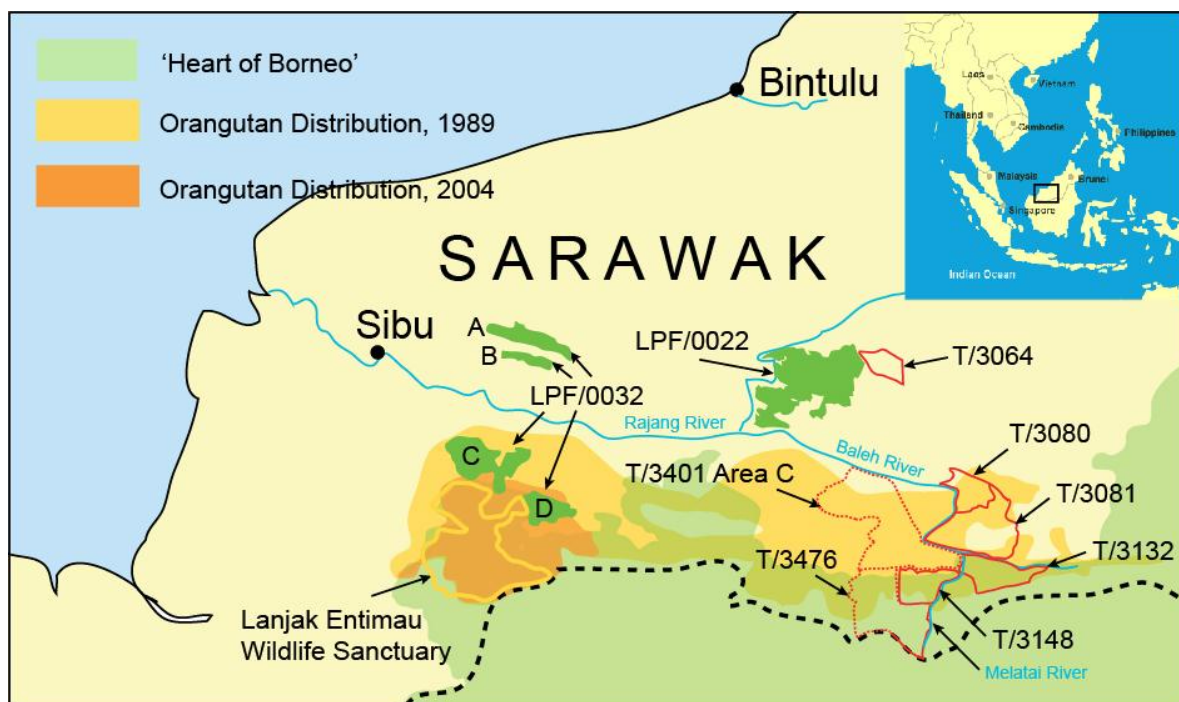 'Heart of Borneo'
Orangutan Distribution, 1989
Orangutan Distribution, 2004
Bintulu
Laos
Vietnam
Thailand
Cambodia
Philippines
Malaysia
Brunei
Singapore
Indian Ocean
SARAWAK
Sibu
A
B
LPF/0032
LPF/0022
T/3064
Rajang River
Baleh River
T/3080
T/3401 Area C
T/3081
C
D
T/3476
T/3132
Lanjak Entimau
Wildlife Sanctuary
T/3148
Melatai River